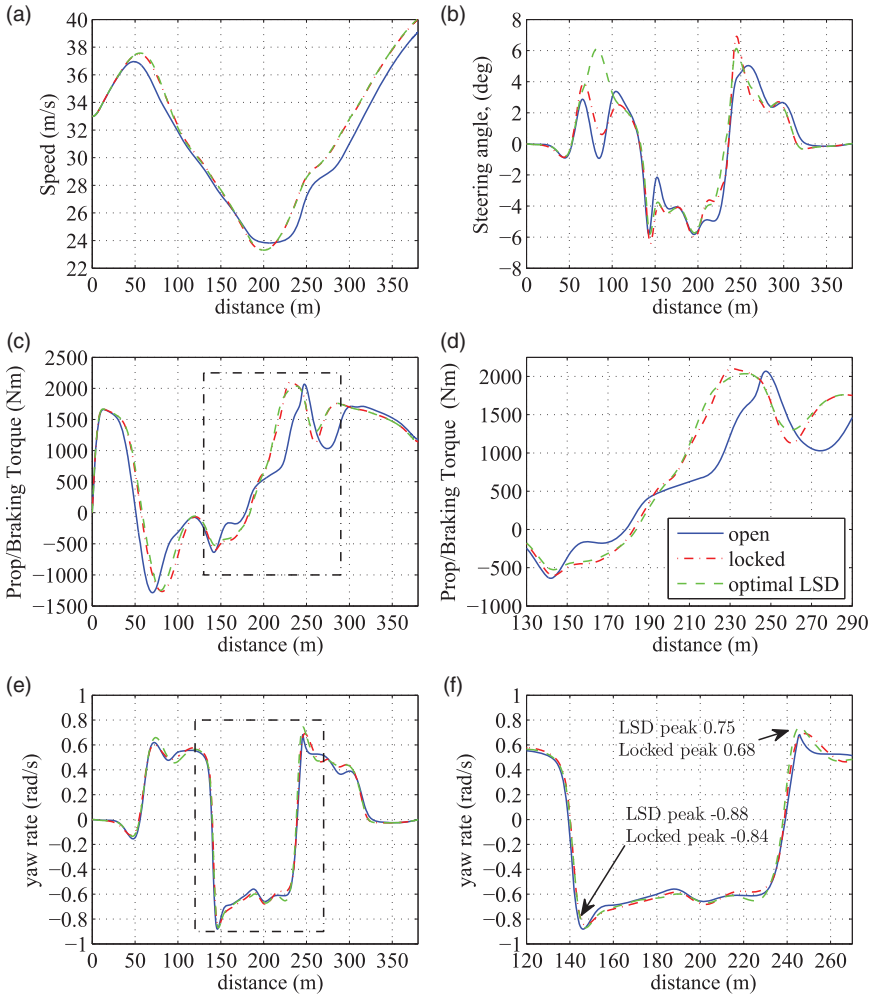 (a)
40
38
36
34
32
30
28
26
24
22
Speed (m/s)
0 50 100 150 200 250 300 350
distance (m)
(b)
8
6
4
2
0
−2
−4
−6
−8
Steering angle, (deg)
0 50 100 150 200 250 300 350
distance (m)
(c)
2500
2000
1500
1000
500
0
−500
−1000
−1500
Prop/Braking Torque (Nm)
0 50 100 150 200 250 300 350
distance (m)
(d)
2000
1500
1000
500
0
−500
−1000
Prop/Braking Torque (Nm)
open
locked
optimal LSD
130 150 170 190 210 230 250 270 290
distance (m)
(e)
1
0.8
0.6
0.4
0.2
0
−0.2
−0.4
−0.6
−0.8
−1
yaw rate (rad/s)
0 50 100 150 200 250 300 350
distance (m)
(f)
1
0.8
0.6
0.4
0.2
0
−0.2
−0.4
−0.6
−0.8
−1
yaw rate (rad/s)
LSD peak 0.75
Locked peak 0.68
LSD peak -0.88
Locked peak -0.84
120 140 160 180 200 220 240 260
distance (m)